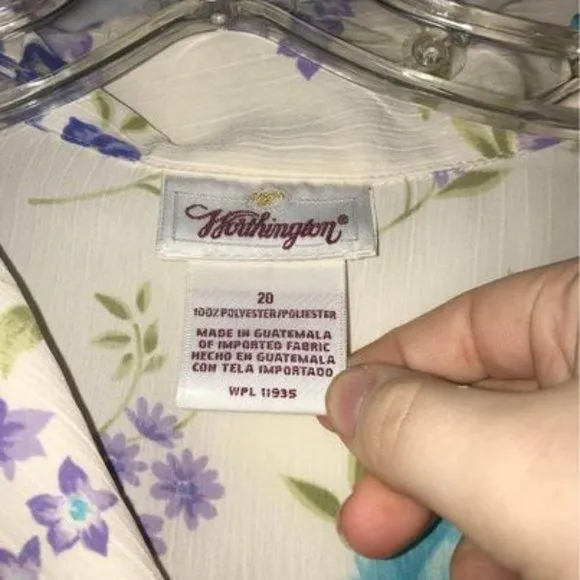 Worthington®
20
100% POLYESTER/POLIESTER
MADE IN GUATEMALA
OF IMPORTED FABRIC
HECHO EN GUATEMALA
CON TELA IMPORTADO
WPL 11935